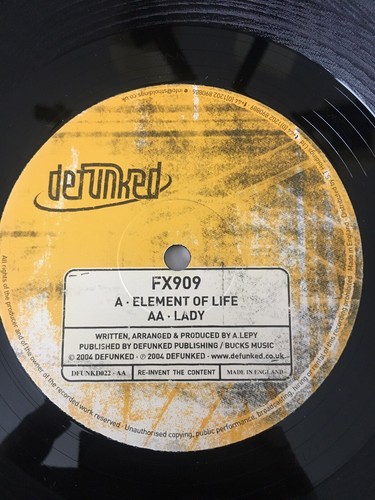 defunked
FX909
A · ELEMENT OF LIFE
AA · LADY
WRITTEN, ARRANGED & PRODUCED BY A.LEPY
PUBLISHED BY DEFUNKED PUBLISHING / BUCKS MUSIC
© 2004 DEFUNKED · ℗ 2004 DEFUNKED · www.defunked.co.uk
DFUNKD022 · AA
RE-INVENT THE CONTENT
MADE IN ENGLAND
All rights of the producer and of the owner of the recorded work reserved · Unauthorised copying, public performance, broadcasting,